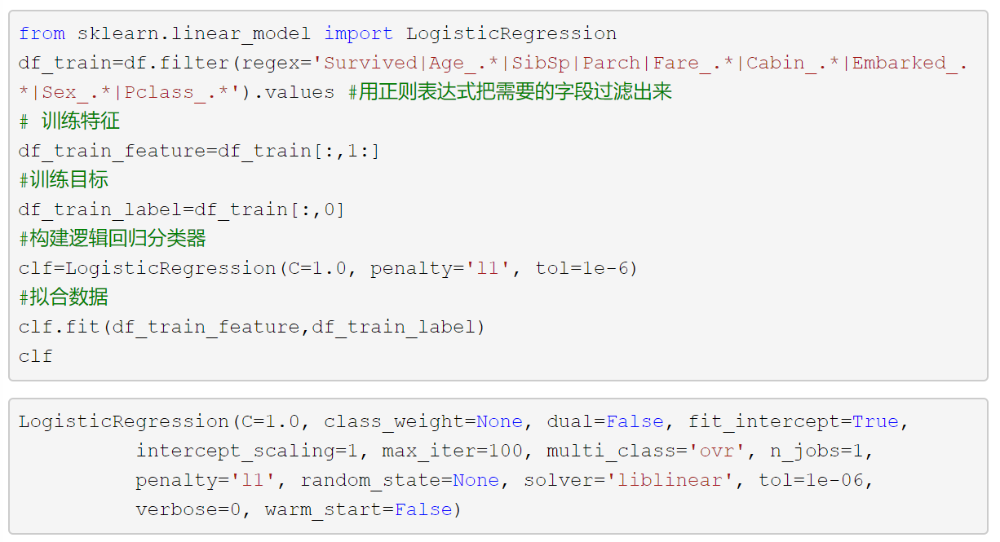 from sklearn.linear_model import LogisticRegression
df_train=df.filter(regex='Survived|Age_.*|SibSp|Parch|Fare_.*|Cabin_.*|Embarked_.
*|Sex_.*|Pclass_.*').values #用正则表达式把需要的字段过滤出来
# 训练特征
df_train_feature=df_train[:,1:]
#训练目标
df_train_label=df_train[:,0]
#构建逻辑回归分类器
clf=LogisticRegression(C=1.0, penalty='l1', tol=1e-6)
#拟合数据
clf.fit(df_train_feature,df_train_label)
clf
LogisticRegression(C=1.0, class_weight=None, dual=False, fit_intercept=True,
intercept_scaling=1, max_iter=100, multi_class='ovr', n_jobs=1,
penalty='l1', random_state=None, solver='liblinear', tol=1e-06,
verbose=0, warm_start=False)